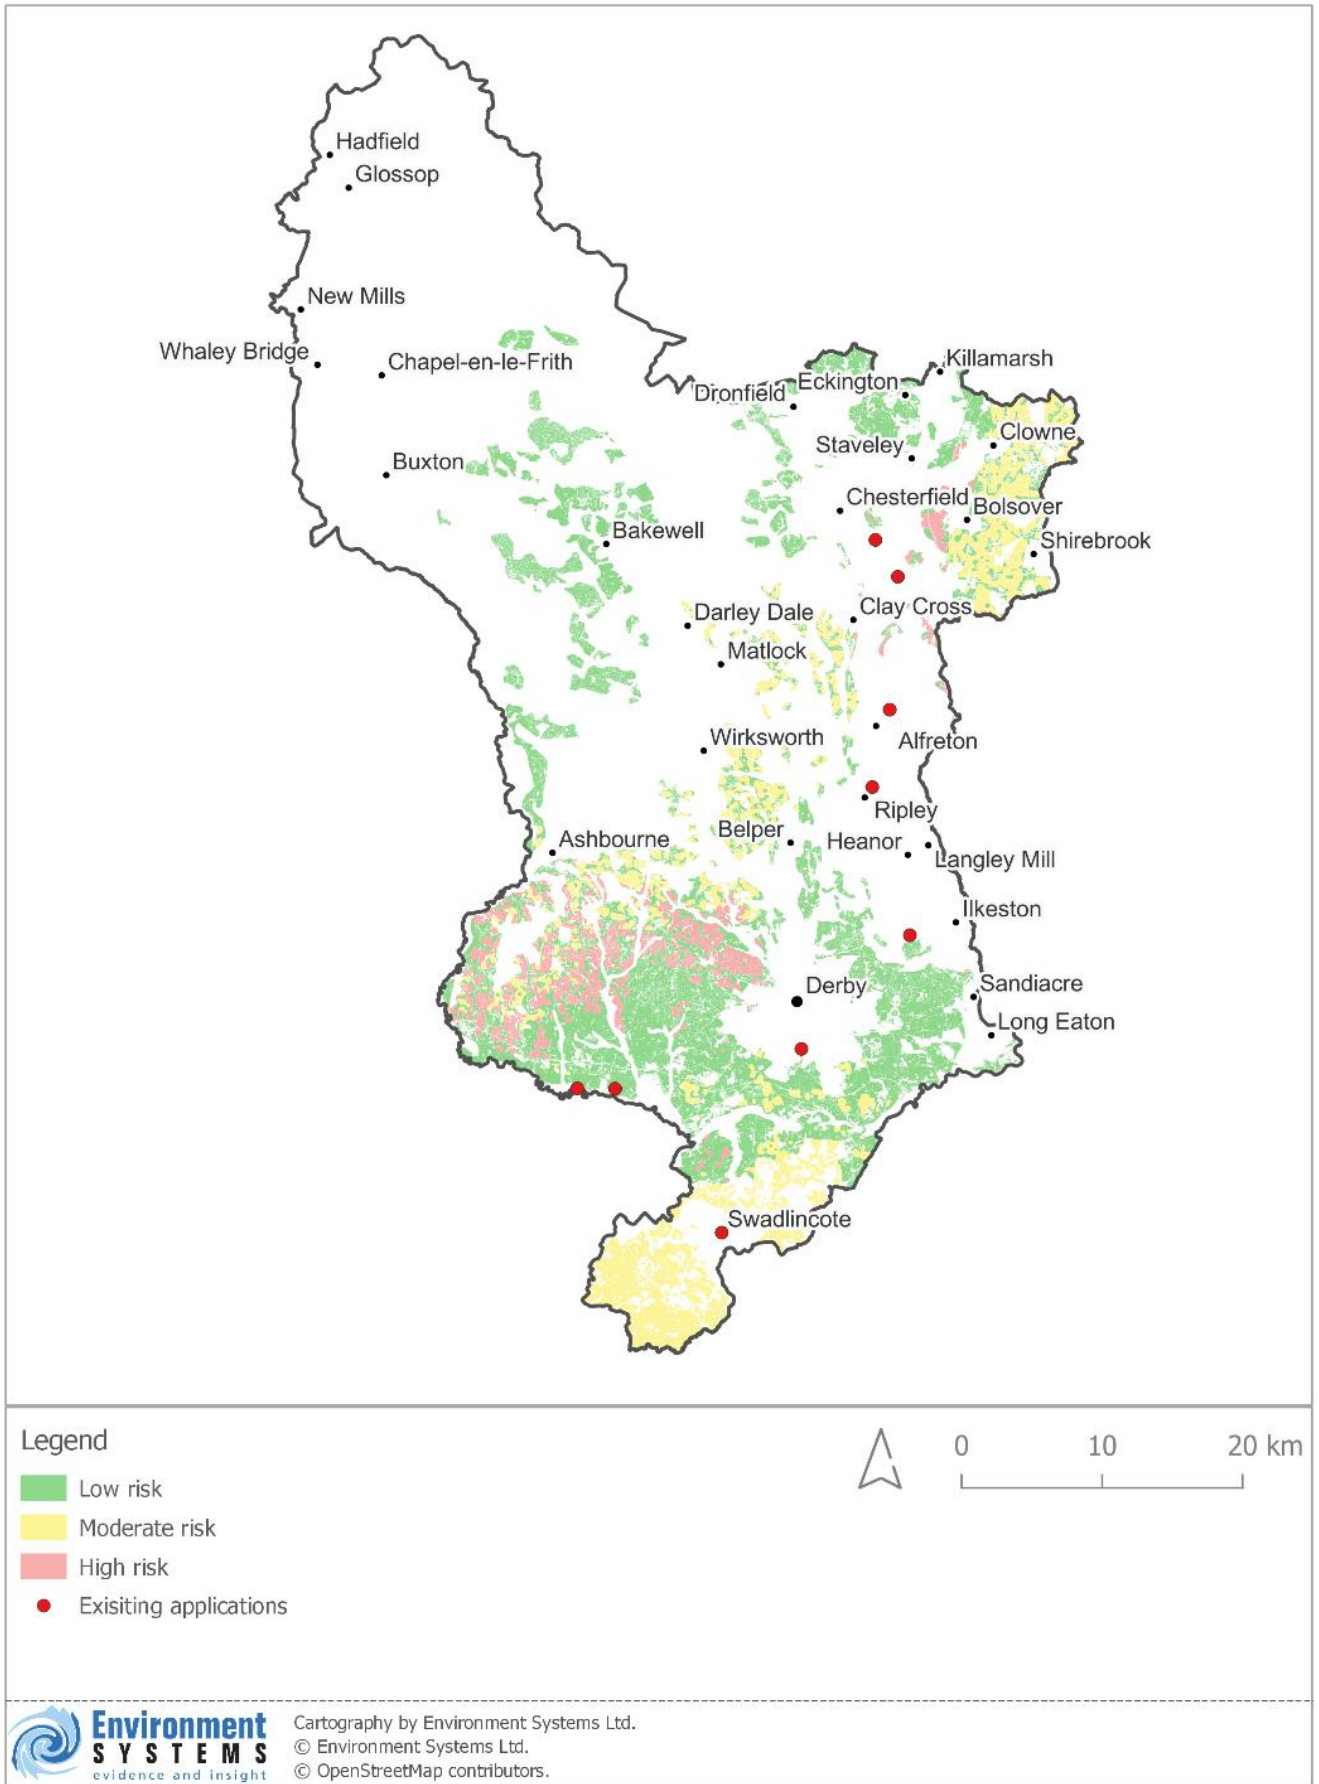 Hadfield
Glossop
New Mills
Whaley Bridge
Chapel-en-le-Frith
Killamarsh
Eckington
Dronfield
Clowne
Staveley
Buxton
Chesterfield
Bolsover
Bakewell
Shirebrook
Clay Cross
Darley Dale
Matlock
Wirksworth
Alfreton
Ripley
Belper
Heanor
Ashbourne
Langley Mill
Ilkeston
Sandiacre
Derby
Long Eaton
Swadlincote
Legend
Low risk
Moderate risk
High risk
Exisiting applications
0 10 20 km
Environment
SYSTEMS
evidence and insight
Cartography by Environment Systems Ltd.
© Environment Systems Ltd.
© OpenStreetMap contributors.